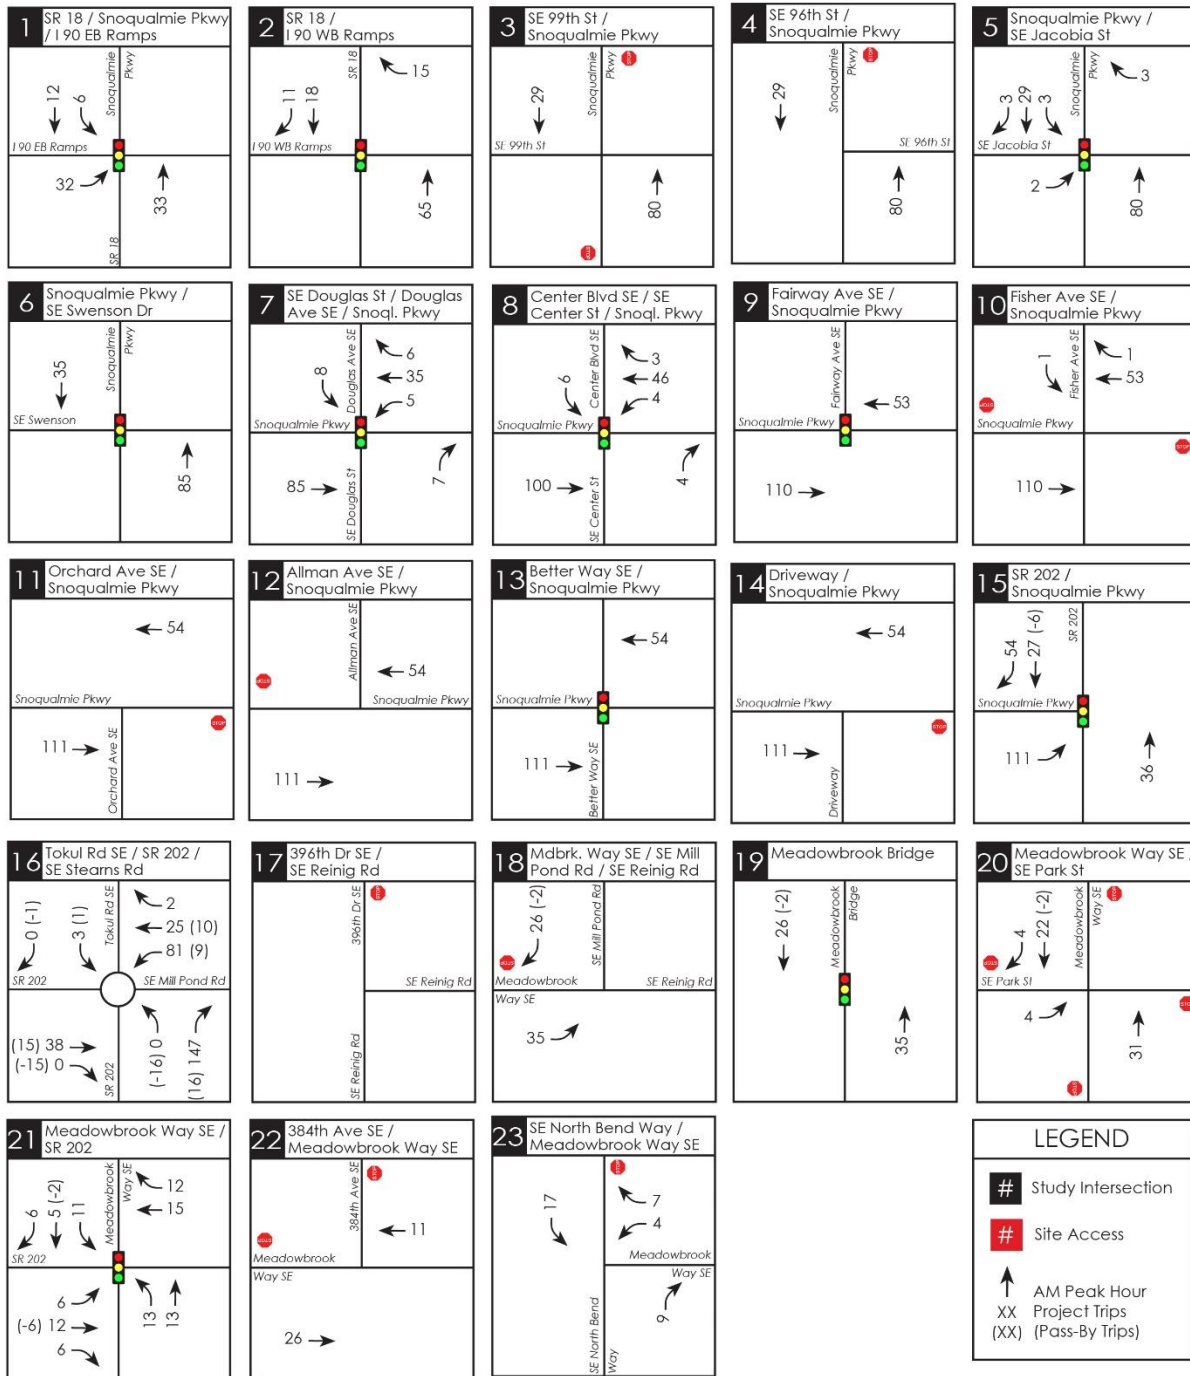 1 SR 18 / Snoqualmie Pkwy
/ I 90 EB Ramps
12
6
Snoqualmie
Pkwy
I 90 EB Ramps
32
33
SR 18
2 SR 18 /
I 90 WB Ramps
SR 18
15
11
18
I 90 WB Ramps
65
3 SE 99th St /
Snoqualmie Pkwy
Snoqualmie
Pkwy
STOP
29
SE 99th St
80
STOP
4 SE 96th St /
Snoqualmie Pkwy
Snoqualmie
Pkwy
STOP
29
SE 96th St
80
5 Snoqualmie Pkwy /
SE Jacobia St
Snoqualmie
Pkwy
3
3
29
3
SE Jacobia St
2
80
6 Snoqualmie Pkwy /
SE Swenson Dr
Snoqualmie
Pkwy
35
SE Swenson
85
7 SE Douglas St / Douglas
Ave SE / Snoql. Pkwy
Douglas Ave SE
6
35
5
8
Snoqualmie Pkwy
85
SE Douglas St
7
8 Center Blvd SE / SE
Center St / Snoql. Pkwy
Center Blvd SE
3
46
4
6
Snoqualmie Pkwy
100
SE Center St
4
9 Fairway Ave SE /
Snoqualmie Pkwy
Fairway Ave SE
53
Snoqualmie Pkwy
110
10 Fisher Ave SE /
Snoqualmie Pkwy
1
Fisher Ave SE
1
53
STOP
Snoqualmie Pkwy
STOP
110
11 Orchard Ave SE /
Snoqualmie Pkwy
54
Snoqualmie Pkwy
STOP
111
Orchard Ave SE
12 Allman Ave SE /
Snoqualmie Pkwy
Allman Ave SE
54
STOP
Snoqualmie Pkwy
111
13 Better Way SE /
Snoqualmie Pkwy
54
Snoqualmie Pkwy
111
Better Way SE
14 Driveway /
Snoqualmie Pkwy
54
Snoqualmie Pkwy
STOP
111
Driveway
15 SR 202 /
Snoqualmie Pkwy
54
27 (-6)
SR 202
Snoqualmie Pkwy
111
36
16 Tokul Rd SE / SR 202 /
SE Stearns Rd
0 (-1)
3 (1)
Tokul Rd SE
2
25 (10)
81 (9)
SR 202
SE Mill Pond Rd
(15) 38
(-15) 0
SR 202
(-16) 0
(16) 147
17 396th Dr SE /
SE Reinig Rd
396th Dr SE
STOP
SE Reinig Rd
SE Reinig Rd
18 Mdbrk. Way SE / SE Mill
Pond Rd / SE Reinig Rd
26 (-2)
SE Mill Pond Rd
STOP
Meadowbrook
Way SE
SE Reinig Rd
35
19 Meadowbrook Bridge
26 (-2)
Meadowbrook
Bridge
35
20 Meadowbrook Way SE /
SE Park St
4
22 (-2)
Meadowbrook
Way SE
STOP
STOP
SE Park St
STOP
4
31
STOP
21 Meadowbrook Way SE /
SR 202
6
5 (-2)
11
Meadowbrook
Way SE
12
15
SR 202
6
(-6) 12
6
13
13
22 384th Ave SE /
Meadowbrook Way SE
384th Ave SE
STOP
11
STOP
Meadowbrook
Way SE
26
23 SE North Bend Way /
Meadowbrook Way SE
17
STOP
7
4
Meadowbrook
Way SE
9
SE North Bend
Way
LEGEND
# Study Intersection
# Site Access
AM Peak Hour
XX Project Trips
(XX) (Pass-By Trips)